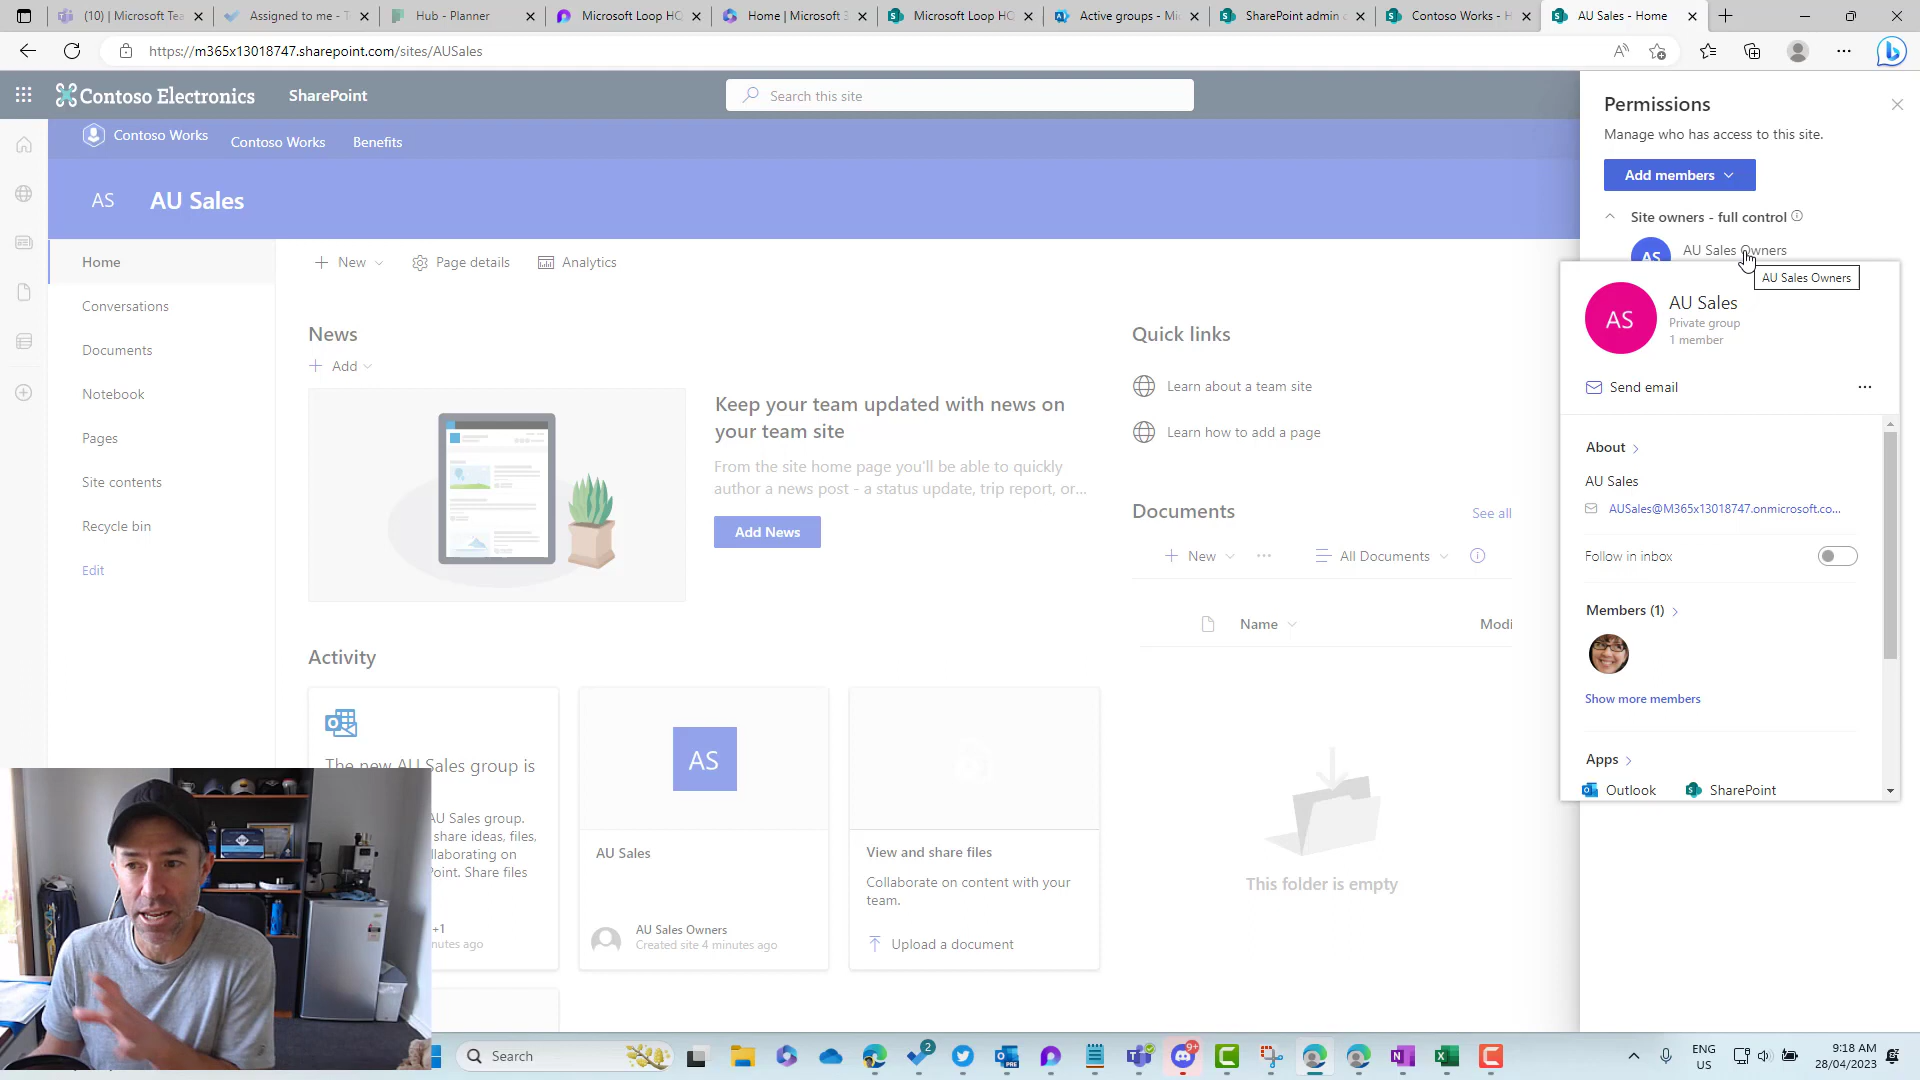 (10) | Microsoft Tea
Assigned to me - T
Hub - Planner
Microsoft Loop HQ
Home | Microsoft 3
Microsoft Loop HQ
Active groups - Mic
SharePoint admin c
Contoso Works - H
AU Sales - Home
https://m365x13018747.sharepoint.com/sites/AUSales
Contoso Electronics
SharePoint
Search this site
Contoso Works
Contoso Works
Benefits
AS
AU Sales
Home
Conversations
Documents
Notebook
Pages
Site contents
Recycle bin
Edit
New
Page details
Analytics
News
Add
Keep your team updated with news on
your team site
From the site home page you'll be able to quickly
author a news post - a status update, trip report, or...
Add News
Quick links
Learn about a team site
Learn how to add a page
Documents
See all
New
All Documents
Name
Modi
This folder is empty
Activity
The new AU Sales group is
AU Sales group.
share ideas, files,
llaborating on
Point. Share files
+1
nutes ago
AS
AU Sales
AU Sales Owners
Created site 4 minutes ago
View and share files
Collaborate on content with your
team.
Upload a document
Permissions
Manage who has access to this site.
Add members
Site owners - full control
AS
AU Sales Owners
AU Sales Owners
AS
AU Sales
Private group
1 member
Send email
About
AU Sales
AUSales@M365x13018747.onmicrosoft.co...
Follow in inbox
Members (1)
Show more members
Apps
Outlook
SharePoint
Search
2
9+
ENG
US
9:18 AM
28/04/2023